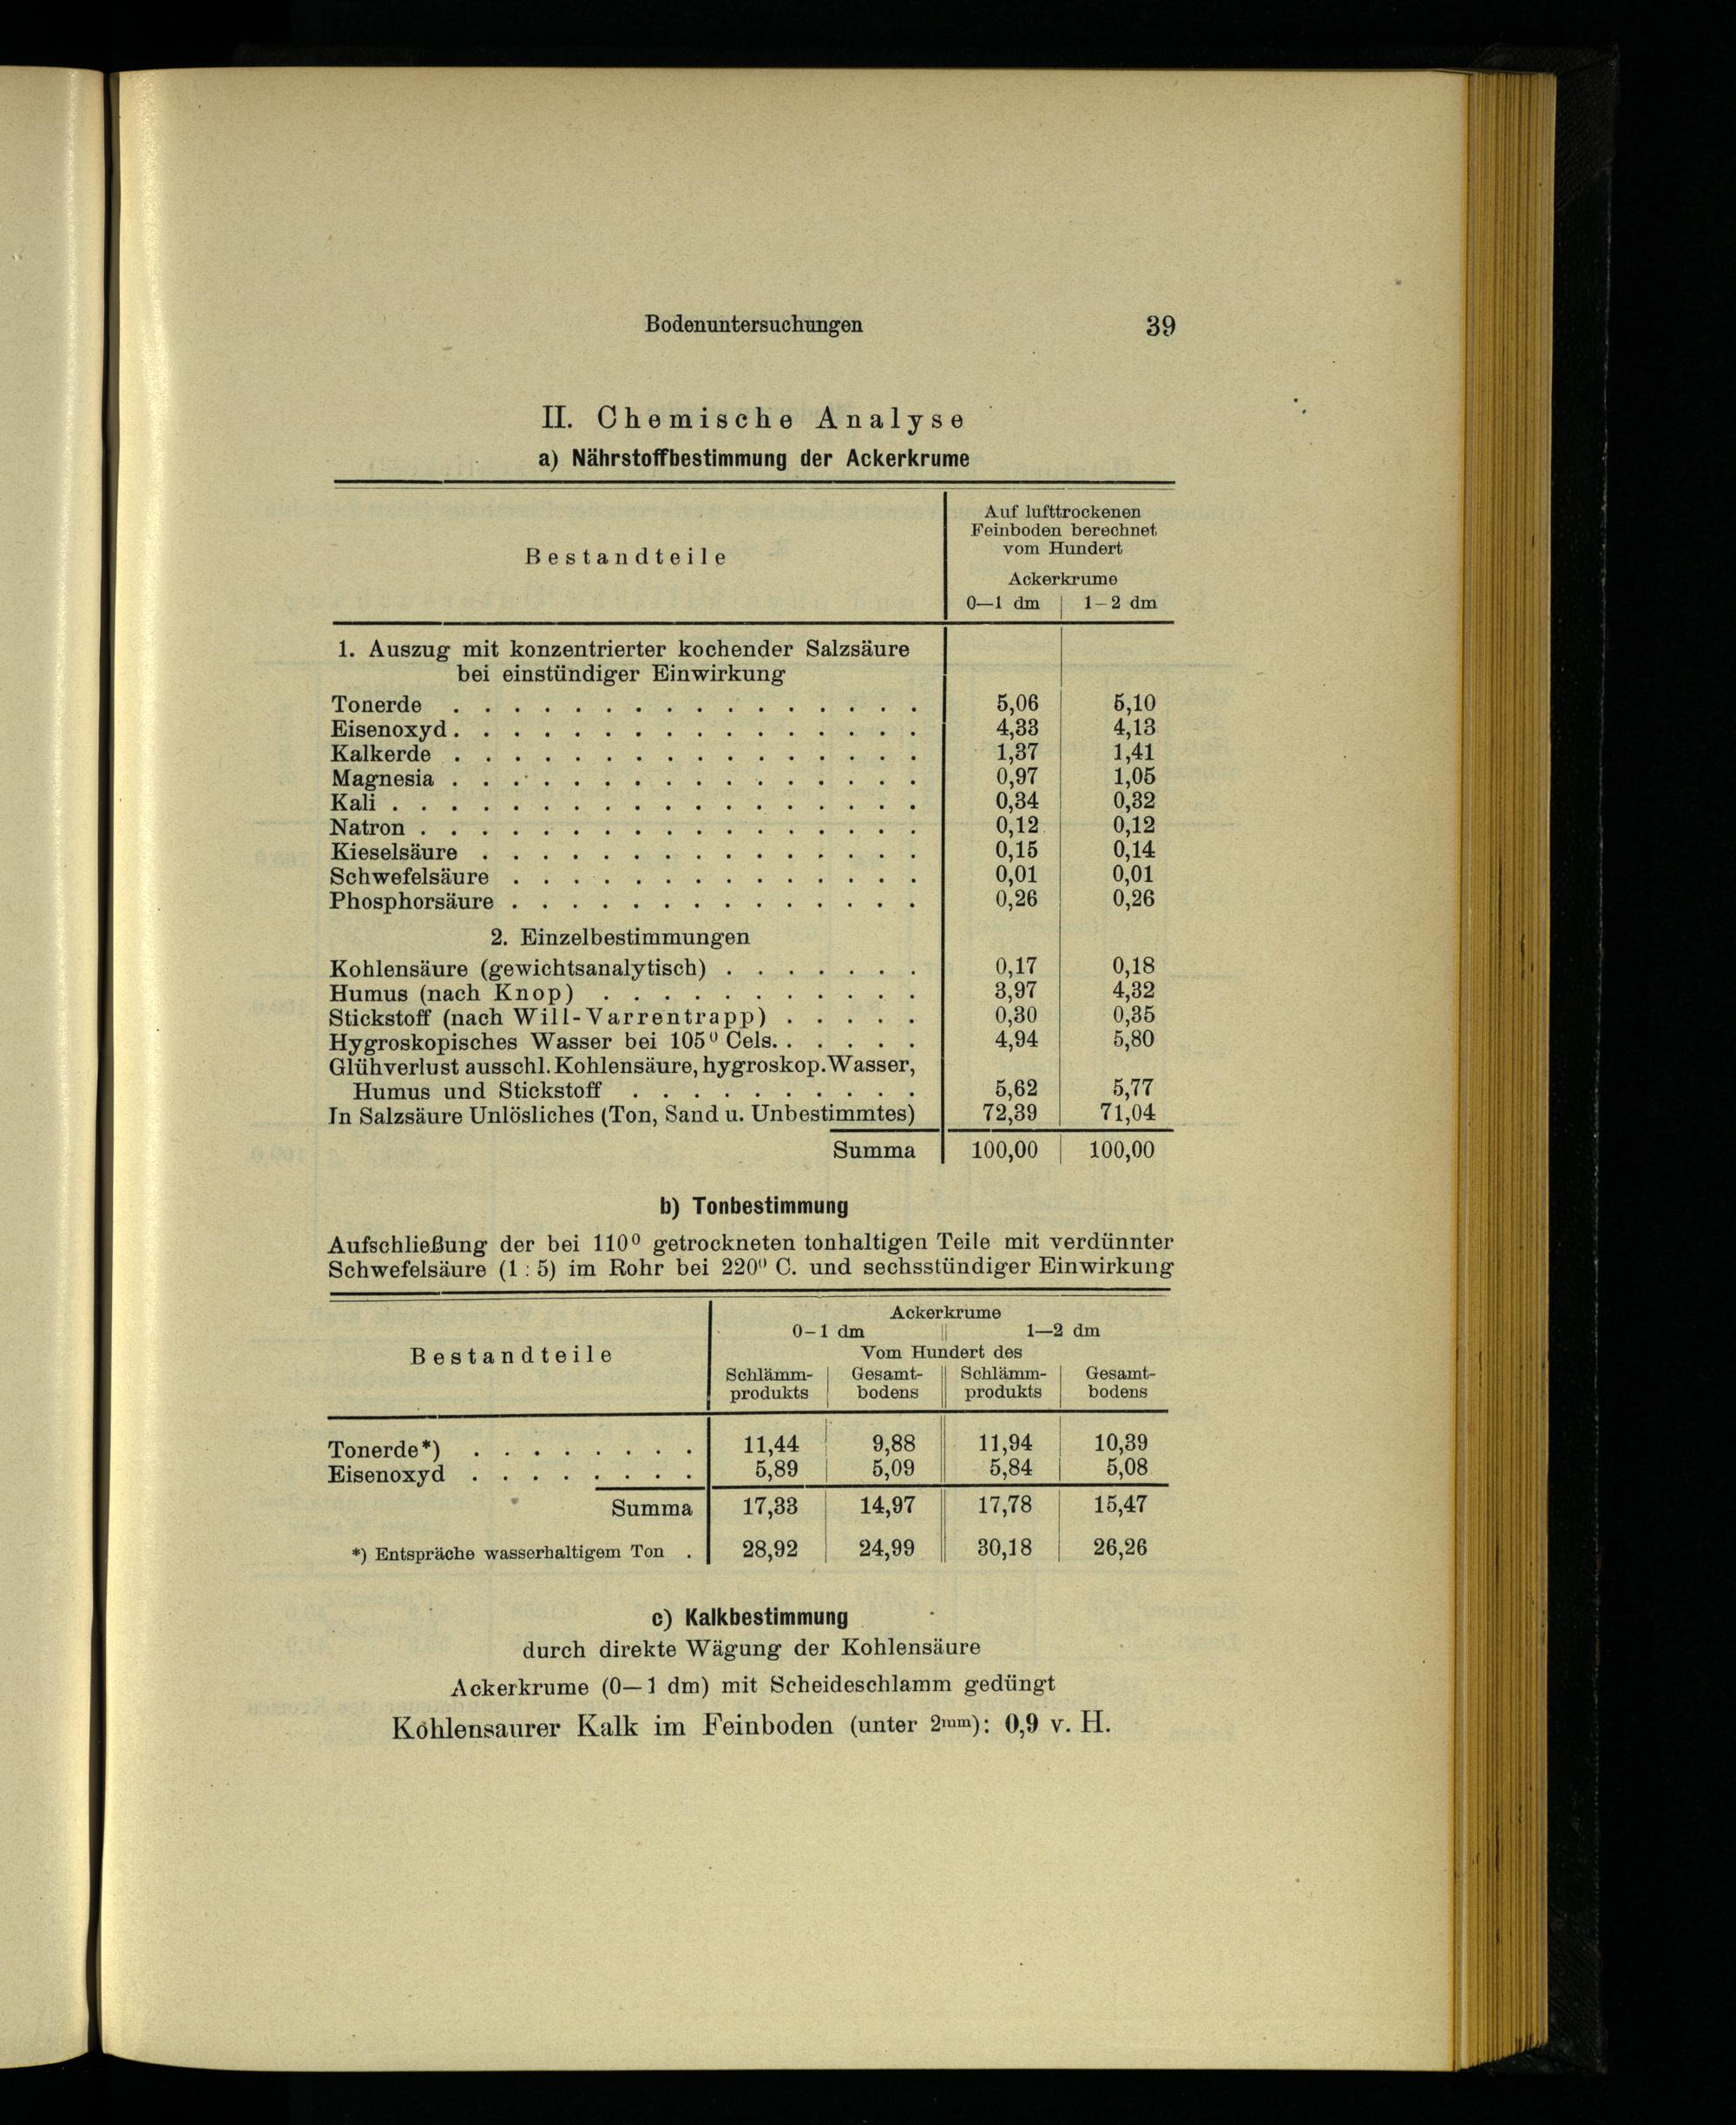 Bodenuntersuchungen 39
II. Chemische Analyse
a) Nährstoffbestimmung der Ackerkrume
Bestandteile
Auf lufttrockenen
Feinboden berechnet
vom Hundert
Ackerkrume
0—1 dm | 1–2 dm
1. Auszug mit konzentrierter kochender Salzsäure
bei einstündiger Einwirkung
Tonerde . . . . . . . . . . . . . . . . 5,06 5,10
Eisenoxyd . . . . . . . . . . . . . . . . 4,33 4,13
Kalkerde . . . . . . . . . . . . . . . . 1,37 1,41
Magnesia . . . . . . . . . . . . . . . . 0,97 1,05
Kali . . . . . . . . . . . . . . . . . . 0,34 0,32
Natron . . . . . . . . . . . . . . . . . 0,12 0,12
Kieselsäure . . . . . . . . . . . . . . . 0,15 0,14
Schwefelsäure . . . . . . . . . . . . . . 0,01 0,01
Phosphorsäure . . . . . . . . . . . . . . 0,26 0,26
2. Einzelbestimmungen
Kohlensäure (gewichtsanalytisch) . . . . . . . 0,17 0,18
Humus (nach Knop) . . . . . . . . . . . 3,97 4,32
Stickstoff (nach Will-Varrentrapp) . . . . . 0,30 0,35
Hygroskopisches Wasser bei 105⁰ Cels. . . . . . 4,94 5,80
Glühverlust ausschl. Kohlensäure, hygroskop. Wasser,
Humus und Stickstoff . . . . . . . . . . 5,62 5,77
In Salzsäure Unlösliches (Ton, Sand u. Unbestimmtes) 72,39 71,04
Summa 100,00 | 100,00
b) Tonbestimmung
Aufschließung der bei 110⁰ getrockneten tonhaltigen Teile mit verdünnter
Schwefelsäure (1 : 5) im Rohr bei 220⁰ C. und sechsstündiger Einwirkung
Bestandteile
Ackerkrume
0–1 dm || 1—2 dm
Vom Hundert des
Schlämm- | Gesamt- || Schlämm- | Gesamt-
produkts | bodens || produkts | bodens
Tonerde*) . . . . . . . . 11,44 9,88 11,94 10,39
Eisenoxyd . . . . . . . . 5,89 5,09 5,84 5,08
Summa 17,33 14,97 17,78 15,47
*) Entspräche wasserhaltigem Ton . 28,92 24,99 30,18 26,26
c) Kalkbestimmung
durch direkte Wägung der Kohlensäure
Ackerkrume (0—1 dm) mit Scheideschlamm gedüngt
Kohlensaurer Kalk im Feinboden (unter 2mm): 0,9 v. H.